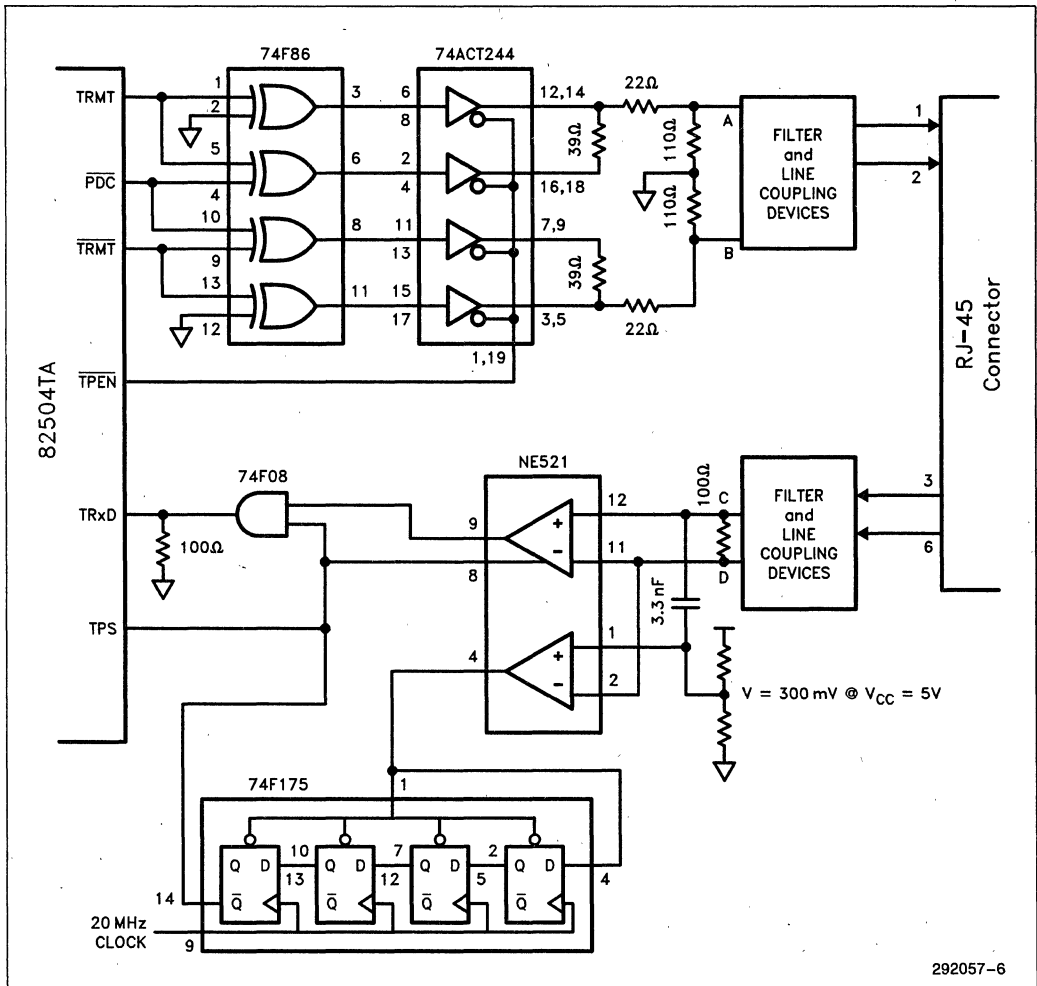 74F86
74ACT244
TRMT
1
2
3
6
8
12,14
22Ω
39Ω
A
110Ω
FILTER
and
LINE
COUPLING
DEVICES
1
2
5
4
6
2
4
16,18
PDC
10
9
8
11
13
7,9
39Ω
110Ω
B
TRMT
13
12
11
15
17
3,5
22Ω
1,19
TPEN
82504TA
RJ-45
Connector
74F08
NE521
TRxD
100Ω
9
8
+
-
12
11
100Ω
C
D
FILTER
and
LINE
COUPLING
DEVICES
3
6
3.3 nF
TPS
4
+
-
1
2
V = 300 mV @ VCC = 5V
74F175
1
Q D
10
13
Q D
7
12
Q D
2
5
Q D
4
14
Q̅
Q̅
Q̅
Q̅
20 MHz
CLOCK
9
292057-6